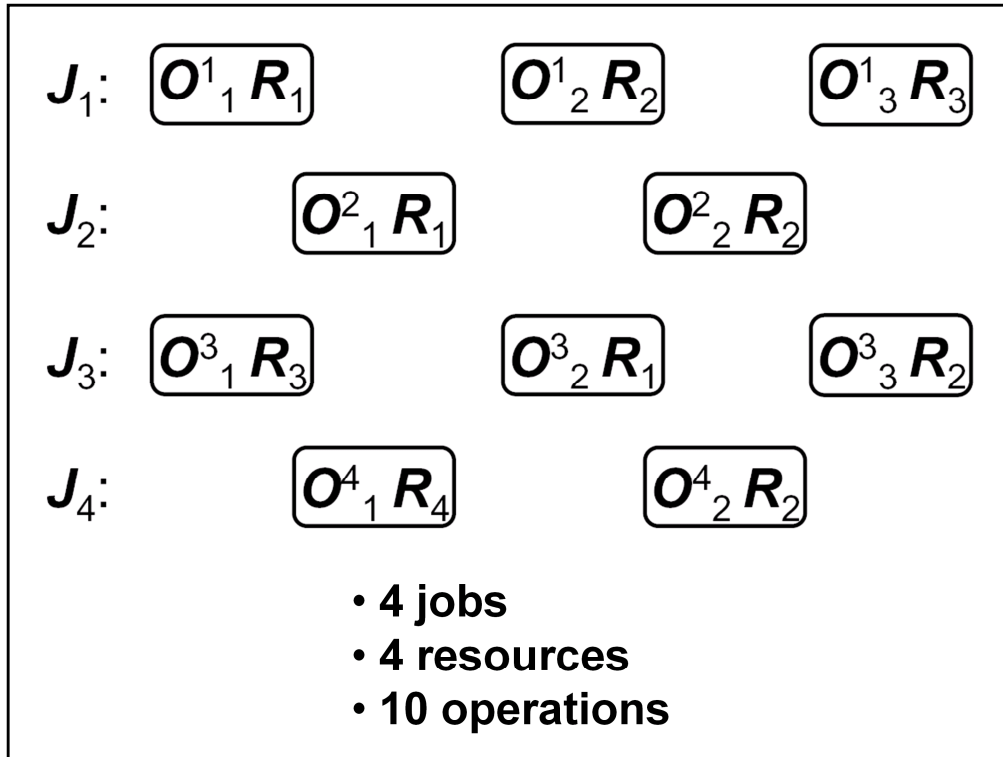 J₁: O¹₁ R₁ O¹₂ R₂ O¹₃ R₃
J₂: O²₁ R₁ O²₂ R₂
J₃: O³₁ R₃ O³₂ R₁ O³₃ R₂
J₄: O⁴₁ R₄ O⁴₂ R₂
• 4 jobs
• 4 resources
• 10 operations